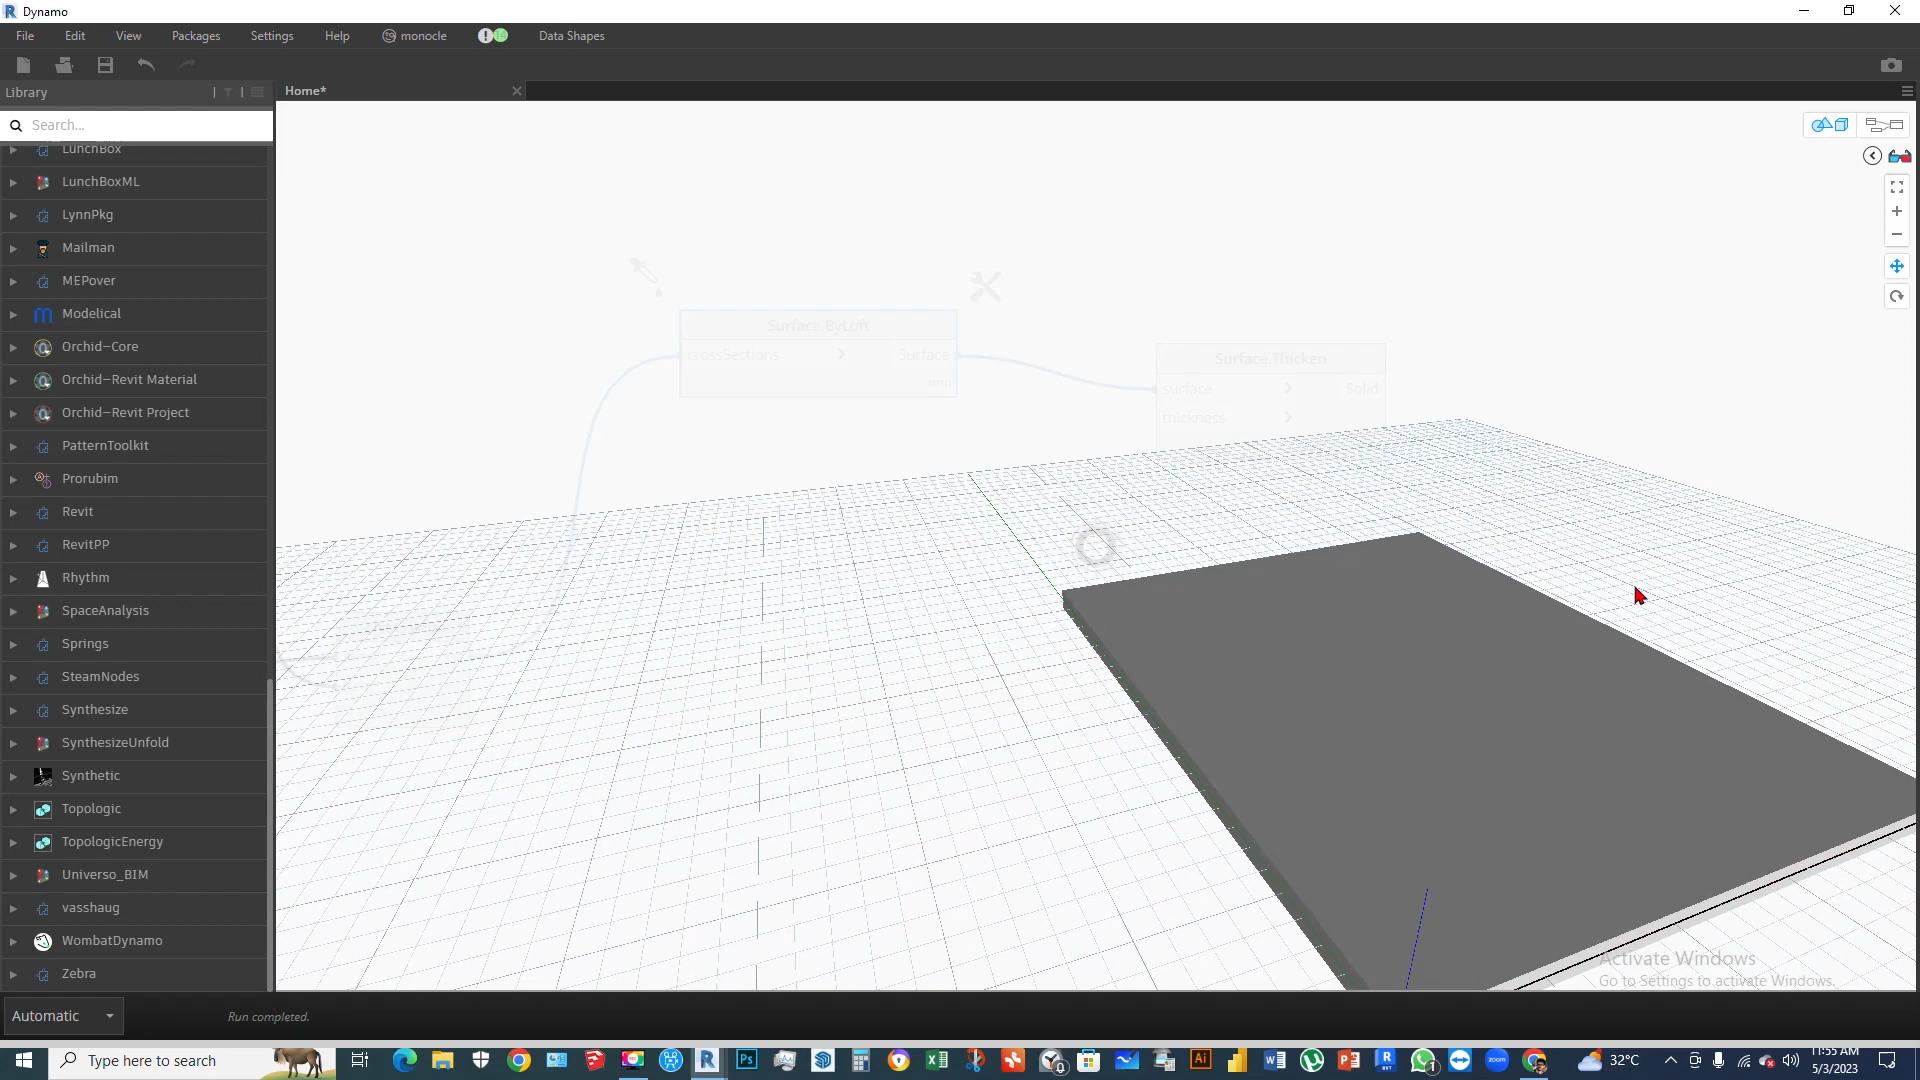 Dynamo
File Edit View Packages Settings Help monocle Data Shapes
Library
Home*
Search...
LunchBox
LunchBoxML
LynnPkg
Mailman
MEPover
Modelical
Orchid-Core
Orchid-Revit Material
Orchid-Revit Project
PatternToolkit
Prorubim
Revit
RevitPP
Rhythm
SpaceAnalysis
Springs
SteamNodes
Synthesize
SynthesizeUnfold
Synthetic
Topologic
TopologicEnergy
Universo_BIM
vasshaug
WombatDynamo
Zebra
Surface.ByLoft
crossSections > Surface
Surface.Thicken
surface > Solid
thickness >
Activate Windows
Go to Settings to activate Windows.
Automatic
Run completed.
Type here to search
32°C
11:55 AM
5/3/2023